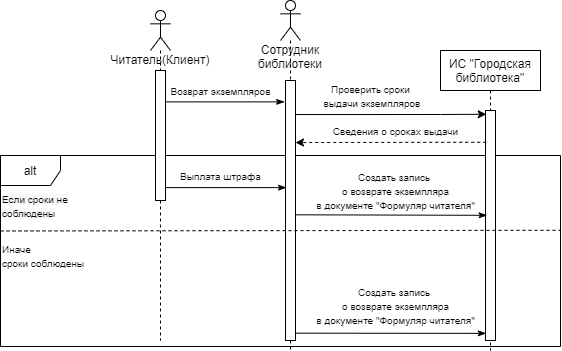 Читатель(Клиент)
Сотрудник
библиотеки
ИС "Городская
библиотека"
Возврат экземпляров
Проверить сроки
выдачи экземпляров
Сведения о сроках выдачи
alt
Если сроки не
соблюдены
Выплата штрафа
Создать запись
о возврате экземпляра
в документе "Формуляр читателя"
Иначе
сроки соблюдены
Создать запись
о возврате экземпляра
в документе "Формуляр читателя"